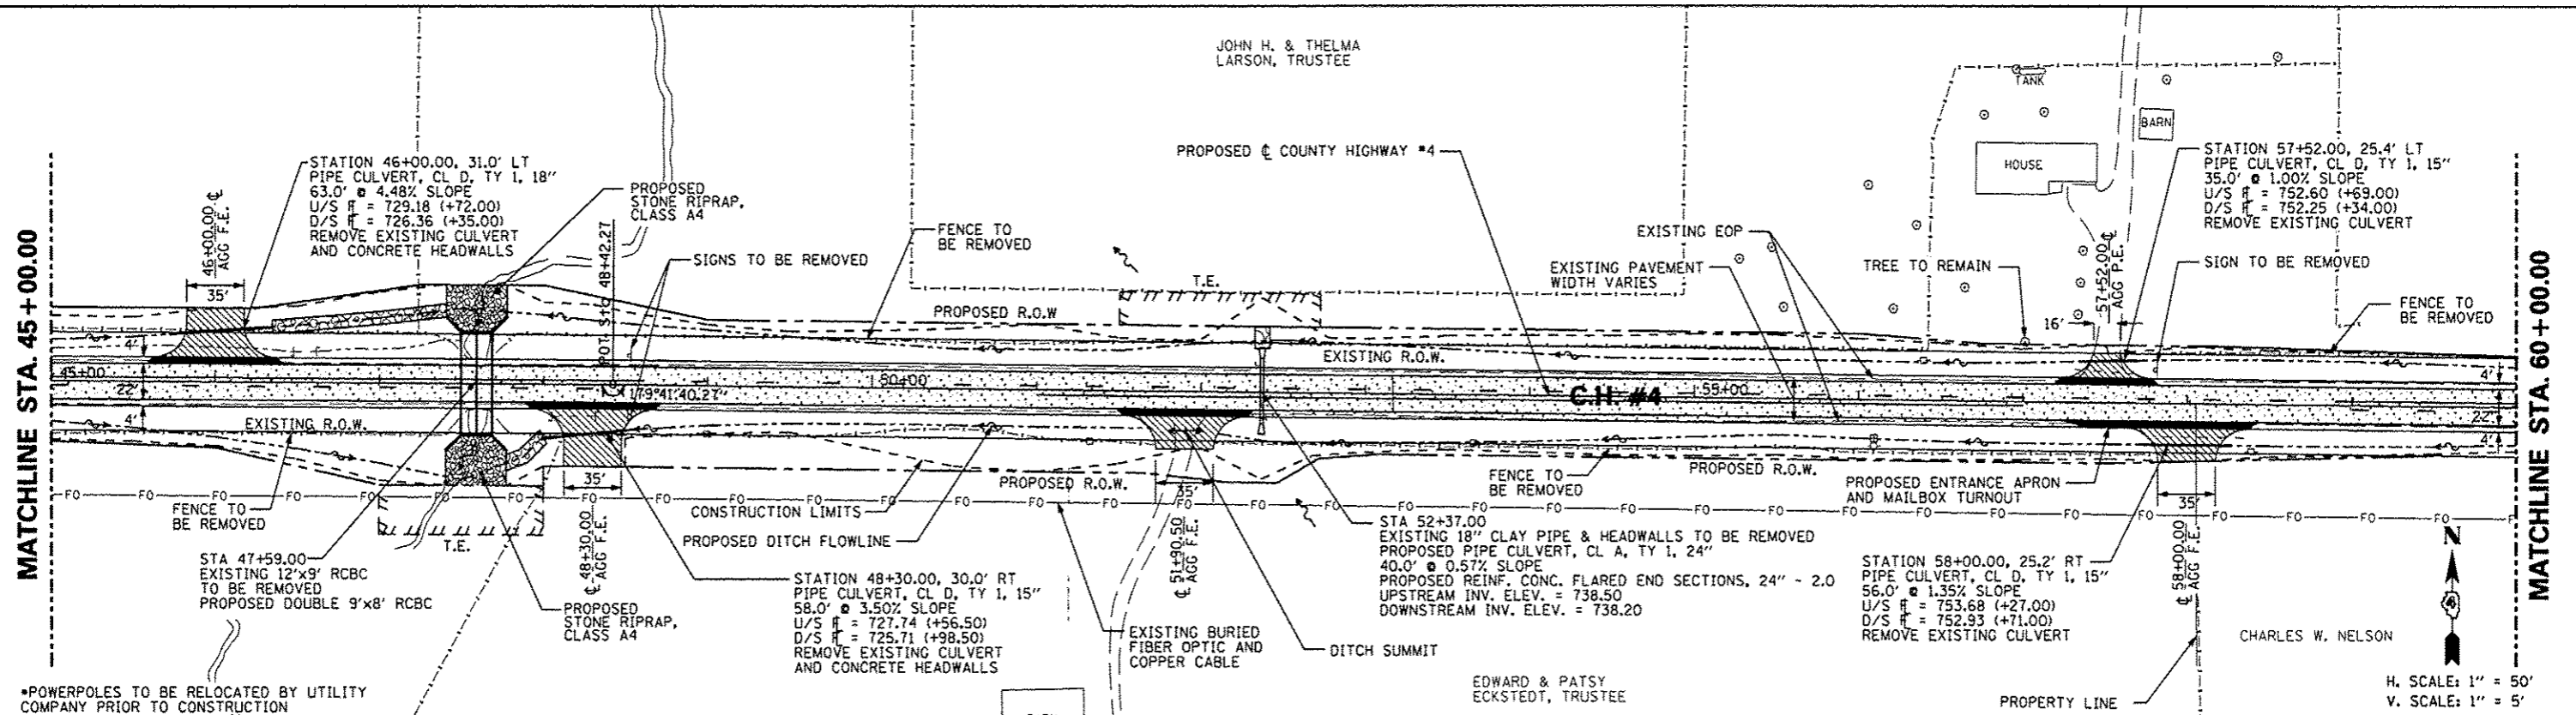 JOHN H. & THELMA
LARSON, TRUSTEE
TANK
BARN
HOUSE
PROPOSED ℄ COUNTY HIGHWAY #4
STATION 46+00.00, 31.0' LT
PIPE CULVERT, CL D, TY 1, 18"
63.0' @ 4.48% SLOPE
U/S F̲L̲ = 729.18 (+72.00)
D/S F̲L̲ = 726.36 (+35.00)
REMOVE EXISTING CULVERT
AND CONCRETE HEADWALLS
46+00.00 ℄
AGG F.E.
35'
PROPOSED
STONE RIPRAP,
CLASS A4
POT STA 48+42.27
FENCE TO
BE REMOVED
SIGNS TO BE REMOVED
T.E.
PROPOSED R.O.W
EXISTING EOP
EXISTING PAVEMENT
WIDTH VARIES
TREE TO REMAIN
STATION 57+52.00, 25.4' LT
PIPE CULVERT, CL D, TY 1, 15"
35.0' @ 1.00% SLOPE
U/S F̲L̲ = 752.60 (+69.00)
D/S F̲L̲ = 752.25 (+34.00)
REMOVE EXISTING CULVERT
57+52.00 ℄
AGG P.E.
16'
SIGN TO BE REMOVED
FENCE TO
BE REMOVED
MATCHLINE STA. 45+00.00
MATCHLINE STA. 60+00.00
4'
45+00
22'
4'
EXISTING R.O.W.
50+00
179°41'40.27"
C.H. #4
55+00
4'
22'
4'
EXISTING R.O.W.
FO FO FO FO FO FO FO
FENCE TO
BE REMOVED
T.E.
35'
℄ 48+30.00
AGG F.E.
CONSTRUCTION LIMITS
PROPOSED DITCH FLOWLINE
PROPOSED R.O.W.
35'
℄ 51+90.50
AGG F.E.
FENCE TO
BE REMOVED
PROPOSED R.O.W.
PROPOSED ENTRANCE APRON
AND MAILBOX TURNOUT
35'
℄ 58+00.00
AGG F.E.
STA 47+59.00
EXISTING 12'x9' RCBC
TO BE REMOVED
PROPOSED DOUBLE 9'x8' RCBC
PROPOSED
STONE RIPRAP,
CLASS A4
STATION 48+30.00, 30.0' RT
PIPE CULVERT, CL D, TY 1, 15"
58.0' @ 3.50% SLOPE
U/S F̲L̲ = 727.74 (+56.50)
D/S F̲L̲ = 725.71 (+98.50)
REMOVE EXISTING CULVERT
AND CONCRETE HEADWALLS
EXISTING BURIED
FIBER OPTIC AND
COPPER CABLE
DITCH SUMMIT
STA 52+37.00
EXISTING 18" CLAY PIPE & HEADWALLS TO BE REMOVED
PROPOSED PIPE CULVERT, CL A, TY 1, 24"
40.0' @ 0.57% SLOPE
PROPOSED REINF. CONC. FLARED END SECTIONS, 24" - 2.0
UPSTREAM INV. ELEV. = 738.50
DOWNSTREAM INV. ELEV. = 738.20
STATION 58+00.00, 25.2' RT
PIPE CULVERT, CL D, TY 1, 15"
56.0' @ 1.35% SLOPE
U/S F̲L̲ = 753.68 (+27.00)
D/S F̲L̲ = 752.93 (+71.00)
REMOVE EXISTING CULVERT
CHARLES W. NELSON
N
H. SCALE: 1" = 50'
V. SCALE: 1" = 5'
EDWARD & PATSY
ECKSTEDT, TRUSTEE
PROPERTY LINE
*POWERPOLES TO BE RELOCATED BY UTILITY
COMPANY PRIOR TO CONSTRUCTION